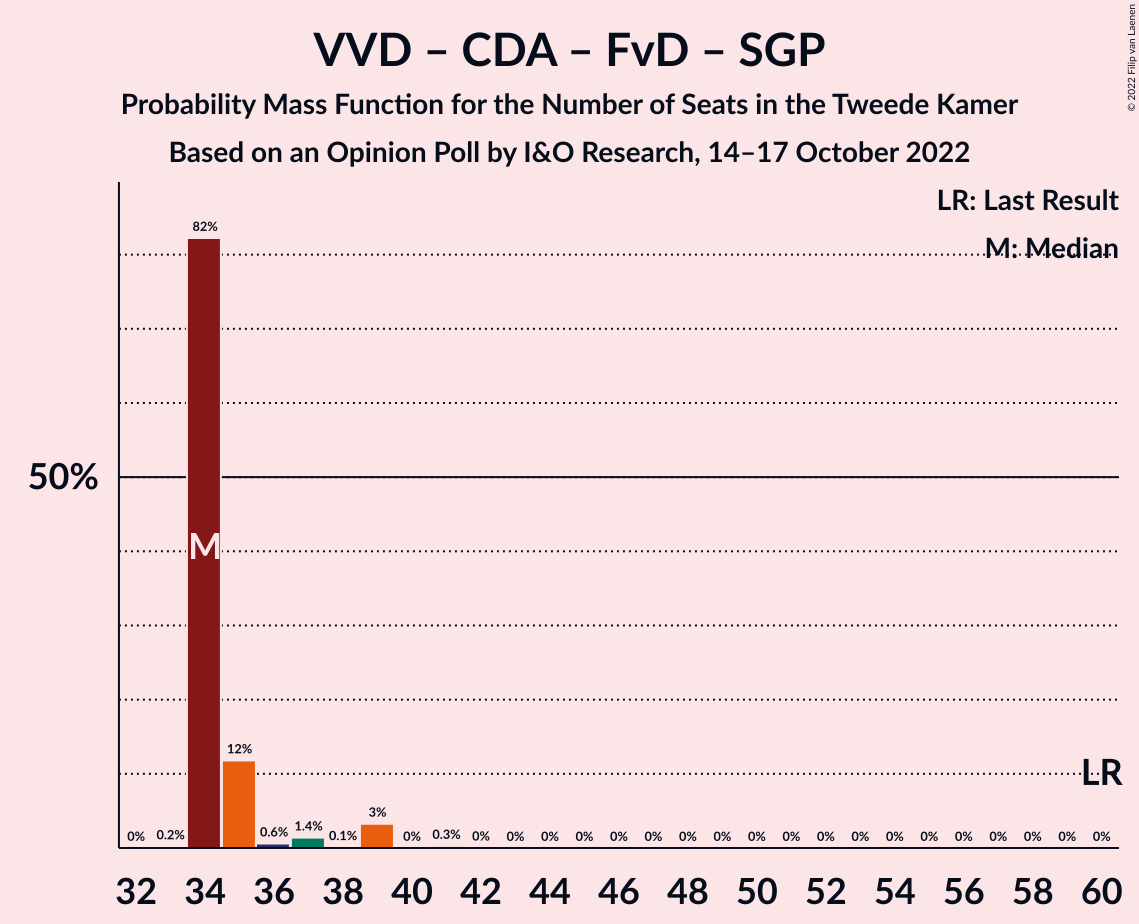 VVD – CDA – FvD – SGP
Probability Mass Function for the Number of Seats in the Tweede Kamer
Based on an Opinion Poll by I&O Research, 14–17 October 2022
© 2022 Filip van Laenen
LR: Last Result
M: Median
50%
82%
M
12%
LR
0% 0.2% 0.6% 1.4% 0.1% 3% 0% 0.3% 0% 0% 0% 0% 0% 0% 0% 0% 0% 0% 0% 0% 0% 0% 0% 0% 0% 0% 0%
32 34 36 38 40 42 44 46 48 50 52 54 56 58 60